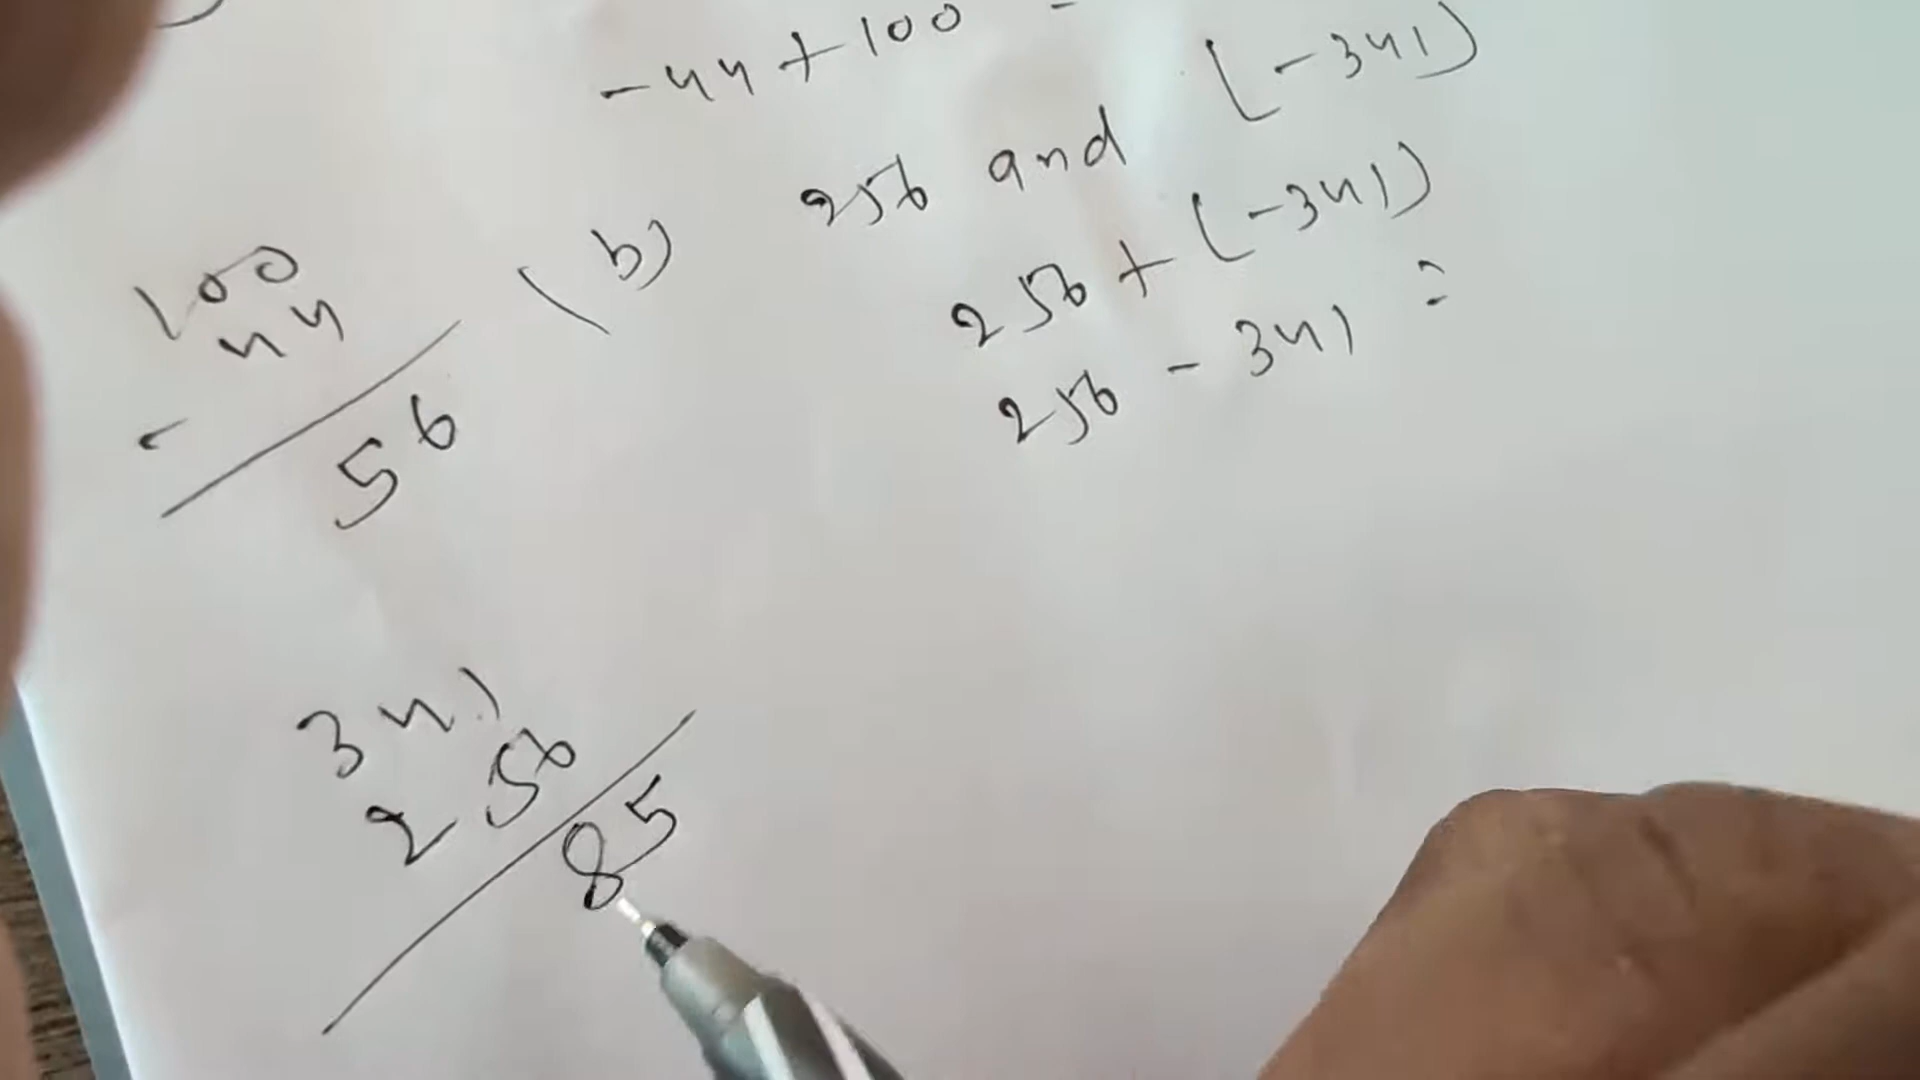 -44+100 -
(b) 256 and (-341)
256 + (-341)
256 - 341 =
100
44
-
56
341
256
85